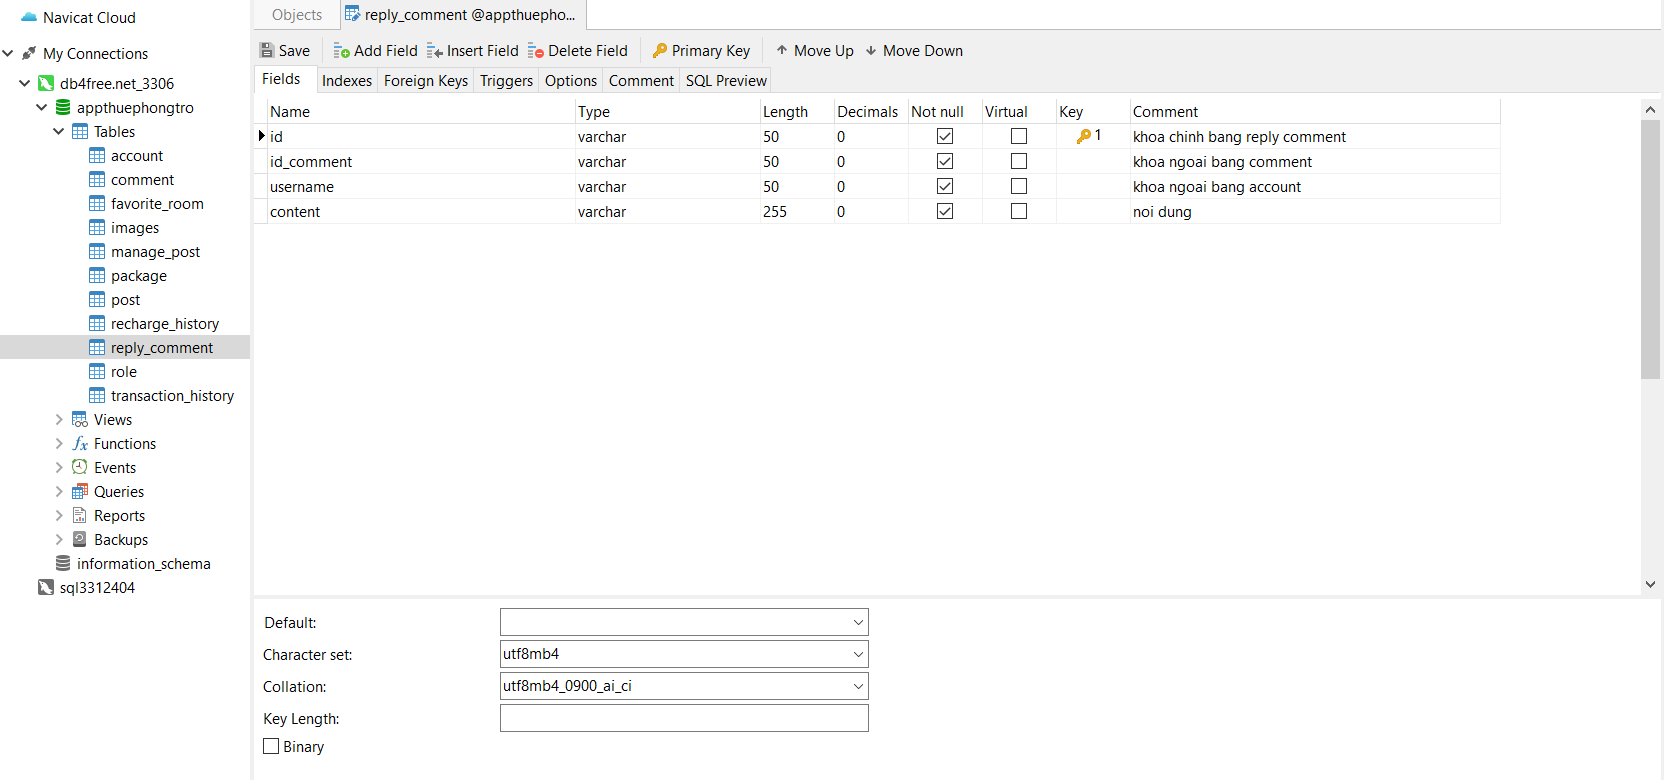 Navicat Cloud
My Connections
db4free.net_3306
appthuephongtro
Tables
account
comment
favorite_room
images
manage_post
package
post
recharge_history
reply_comment
role
transaction_history
Views
Functions
Events
Queries
Reports
Backups
information_schema
sql3312404
Objects reply_comment @appthuepho...
Save Add Field Insert Field Delete Field Primary Key Move Up Move Down
Fields Indexes Foreign Keys Triggers Options Comment SQL Preview
Name Type Length Decimals Not null Virtual Key Comment
id varchar 50 0 1 khoa chinh bang reply comment
id_comment varchar 50 0 khoa ngoai bang comment
username varchar 50 0 khoa ngoai bang account
content varchar 255 0 noi dung
Default:
Character set: utf8mb4
Collation: utf8mb4_0900_ai_ci
Key Length:
Binary